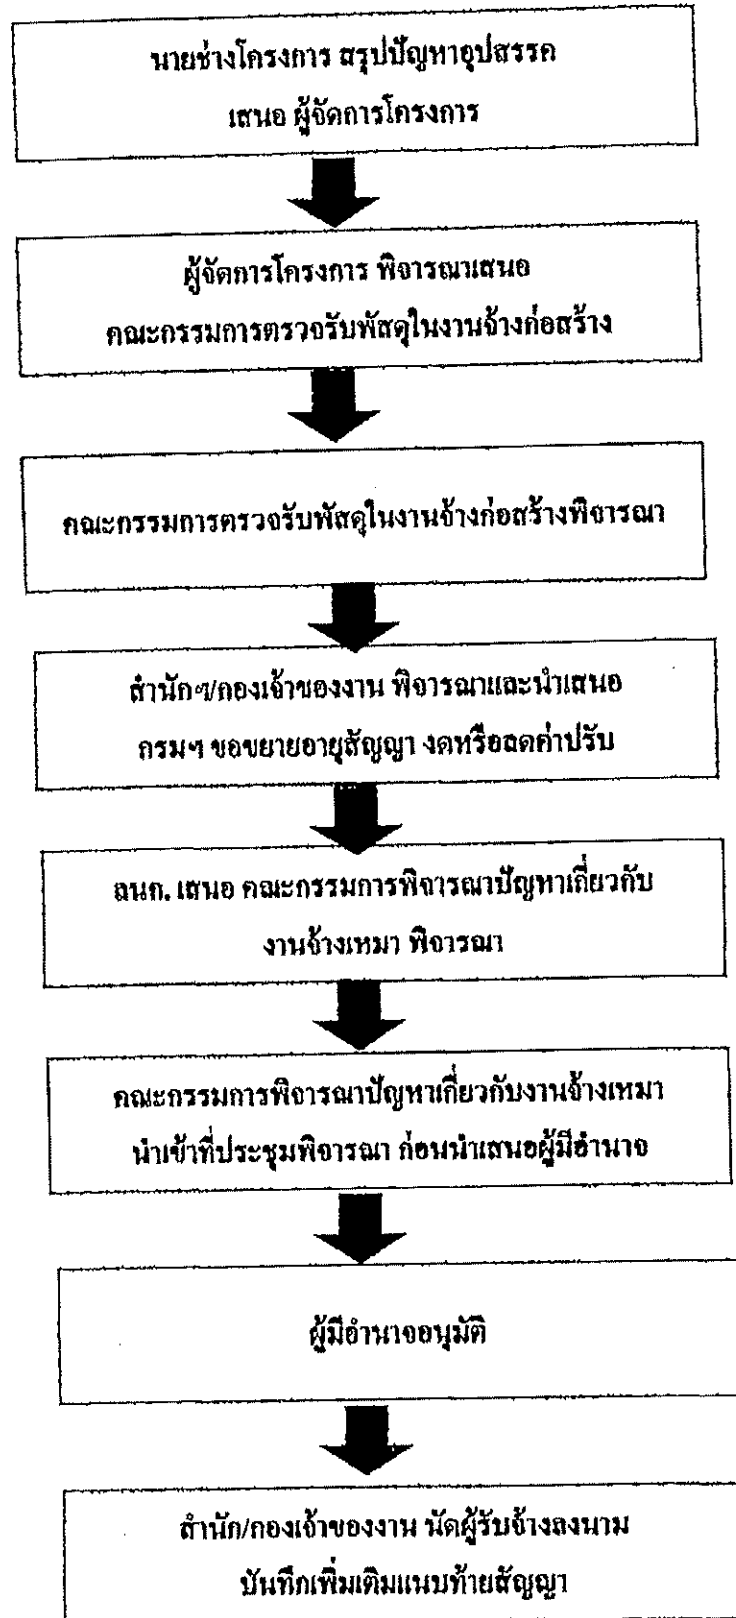 นายช่างโครงการ สรุปปัญหาอุปสรรค
เสนอ ผู้จัดการโครงการ
ผู้จัดการโครงการ พิจารณาเสนอ
คณะกรรมการตรวจรับพัสดุในงานจ้างก่อสร้าง
คณะกรรมการตรวจรับพัสดุในงานจ้างก่อสร้างพิจารณา
สำนักฯ/กองเจ้าของงาน พิจารณาและนำเสนอ
กรมฯ ขอขยายอายุสัญญา งดหรือลดค่าปรับ
ลนก. เสนอ คณะกรรมการพิจารณาปัญหาเกี่ยวกับ
งานจ้างเหมา พิจารณา
คณะกรรมการพิจารณาปัญหาเกี่ยวกับงานจ้างเหมา
นำเข้าที่ประชุมพิจารณา ก่อนนำเสนอผู้มีอำนาจ
ผู้มีอำนาจอนุมัติ
สำนัก/กองเจ้าของงาน นัดผู้รับจ้างลงนาม
บันทึกเพิ่มเติมแนบท้ายสัญญา